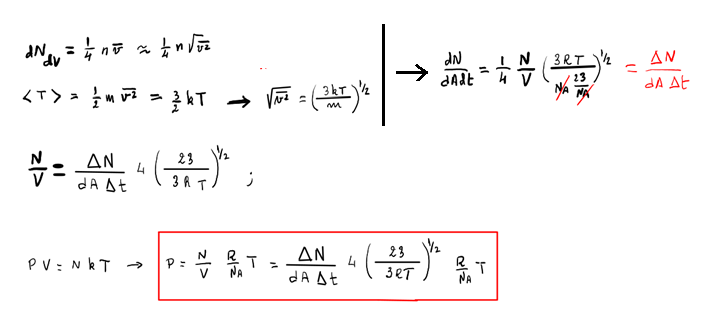 dN_dv = 1/4 n v̄ ≈ 1/4 n √(v̄²)
<T> = 1/2 m v̄² = 3/2 kT → √(v̄²) = (3kT/m)^1/2
→ dN/dAdt = 1/4 N/V (3RT/(N_A 23/N_A))^1/2 = ΔN/(dA Δt)
N/V = ΔN/(dA Δt) 4 (23/(3RT))^1/2 ;
PV = NkT → P = N/V R/N_A T = ΔN/(dA Δt) 4 (23/(3RT))^1/2 R/N_A T